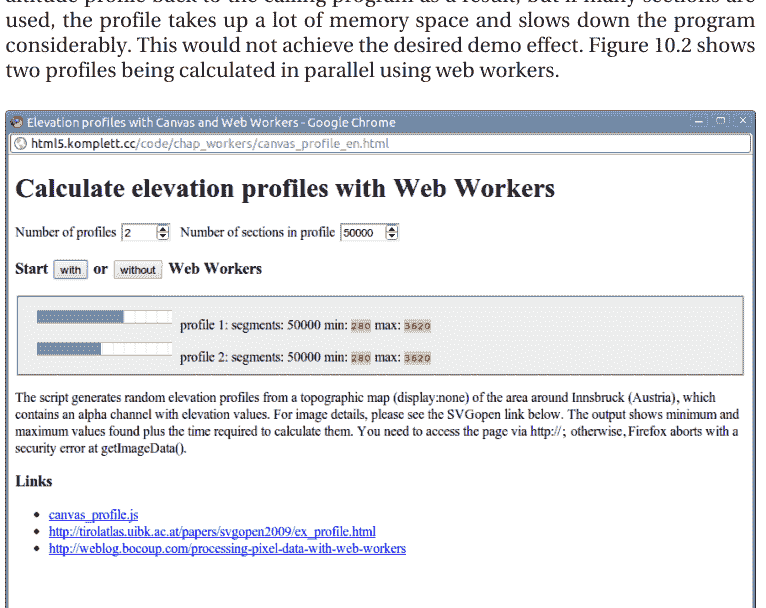 altitude profile back to the calling program as a result, but if many sections are
used, the profile takes up a lot of memory space and slows down the program
considerably. This would not achieve the desired demo effect. Figure 10.2 shows
two profiles being calculated in parallel using web workers.
Elevation profiles with Canvas and Web Workers - Google Chrome
html5.komplett.cc/code/chap_workers/canvas_profile_en.html
Calculate elevation profiles with Web Workers
Number of profiles 2 Number of sections in profile 50000
Start with or without Web Workers
profile 1: segments: 50000 min: 280 max: 3620
profile 2: segments: 50000 min: 280 max: 3620
The script generates random elevation profiles from a topographic map (display:none) of the area around Innsbruck (Austria), which
contains an alpha channel with elevation values. For image details, please see the SVGopen link below. The output shows minimum and
maximum values found plus the time required to calculate them. You need to access the page via http://; otherwise, Firefox aborts with a
security error at getImageData().
Links
• canvas_profile.js
• http://tirolatlas.uibk.ac.at/papers/svgopen2009/ex_profile.html
• http://weblog.bocoup.com/processing-pixel-data-with-web-workers